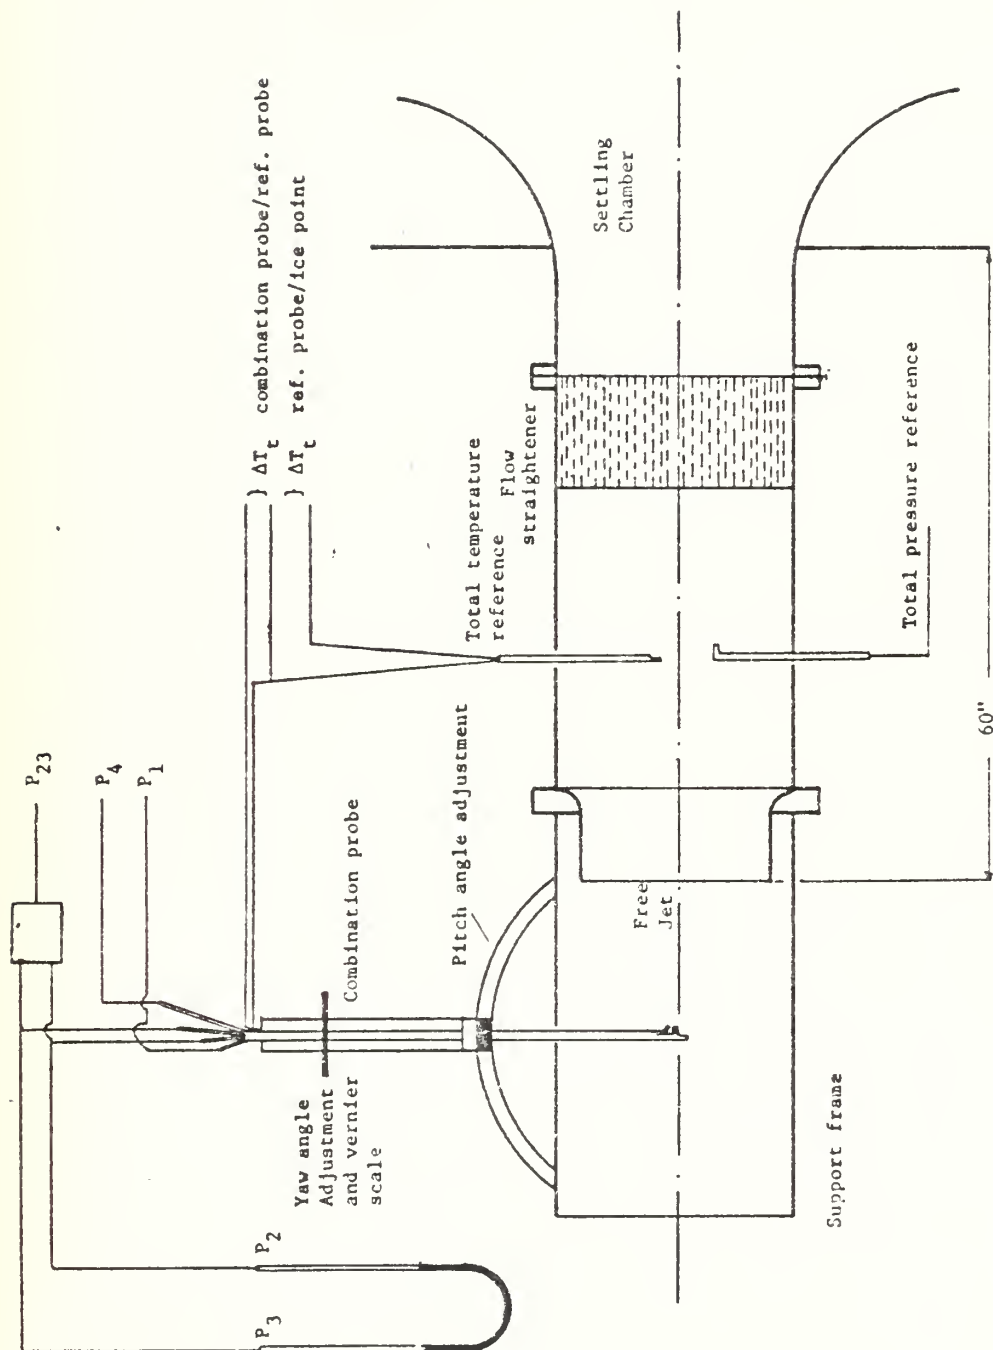 P23
P4
P1
} ΔTt combination probe/ref. probe
} ΔTt ref. probe/ice point
Settling
Chamber
Total temperature
reference
Flow
straightener
Total pressure reference
60"
Pitch angle adjustment
Combination probe
Free
Jet
Yaw angle
Adjustment
and vernier
scale
P2
P3
Support frame